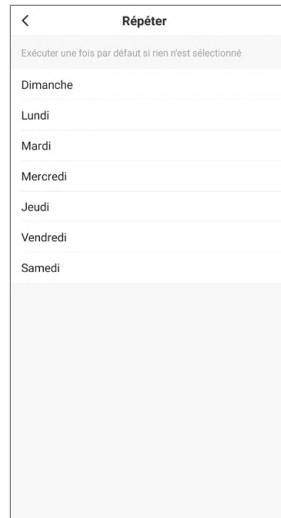 Répéter
Exécuter une fois par défaut si rien n'est sélectionné
Dimanche
Lundi
Mardi
Mercredi
Jeudi
Vendredi
Samedi